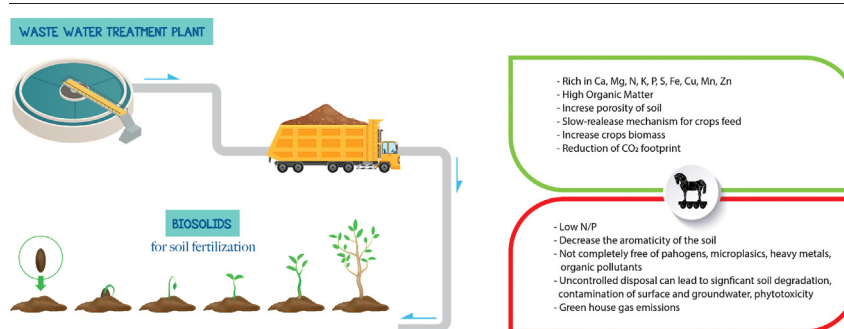 WASTE WATER TREATMENT PLANT
BIOSOLIDS
for soil fertilization
- Rich in Ca, Mg, N, K, P, S, Fe, Cu, Mn, Zn
- High Organic Matter
- Increse porosity of soil
- Slow-realease mechanism for crops feed
- Increase crops biomass
- Reduction of CO₂ footprint
- Low N/P
- Decrease the aromaticity of the soil
- Not completely free of pahogens, microplasics, heavy metals,
organic pollutants
- Uncontrolled disposal can lead to signficant soil degradation,
contamination of surface and groundwater, phytotoxicity
- Green house gas emissions